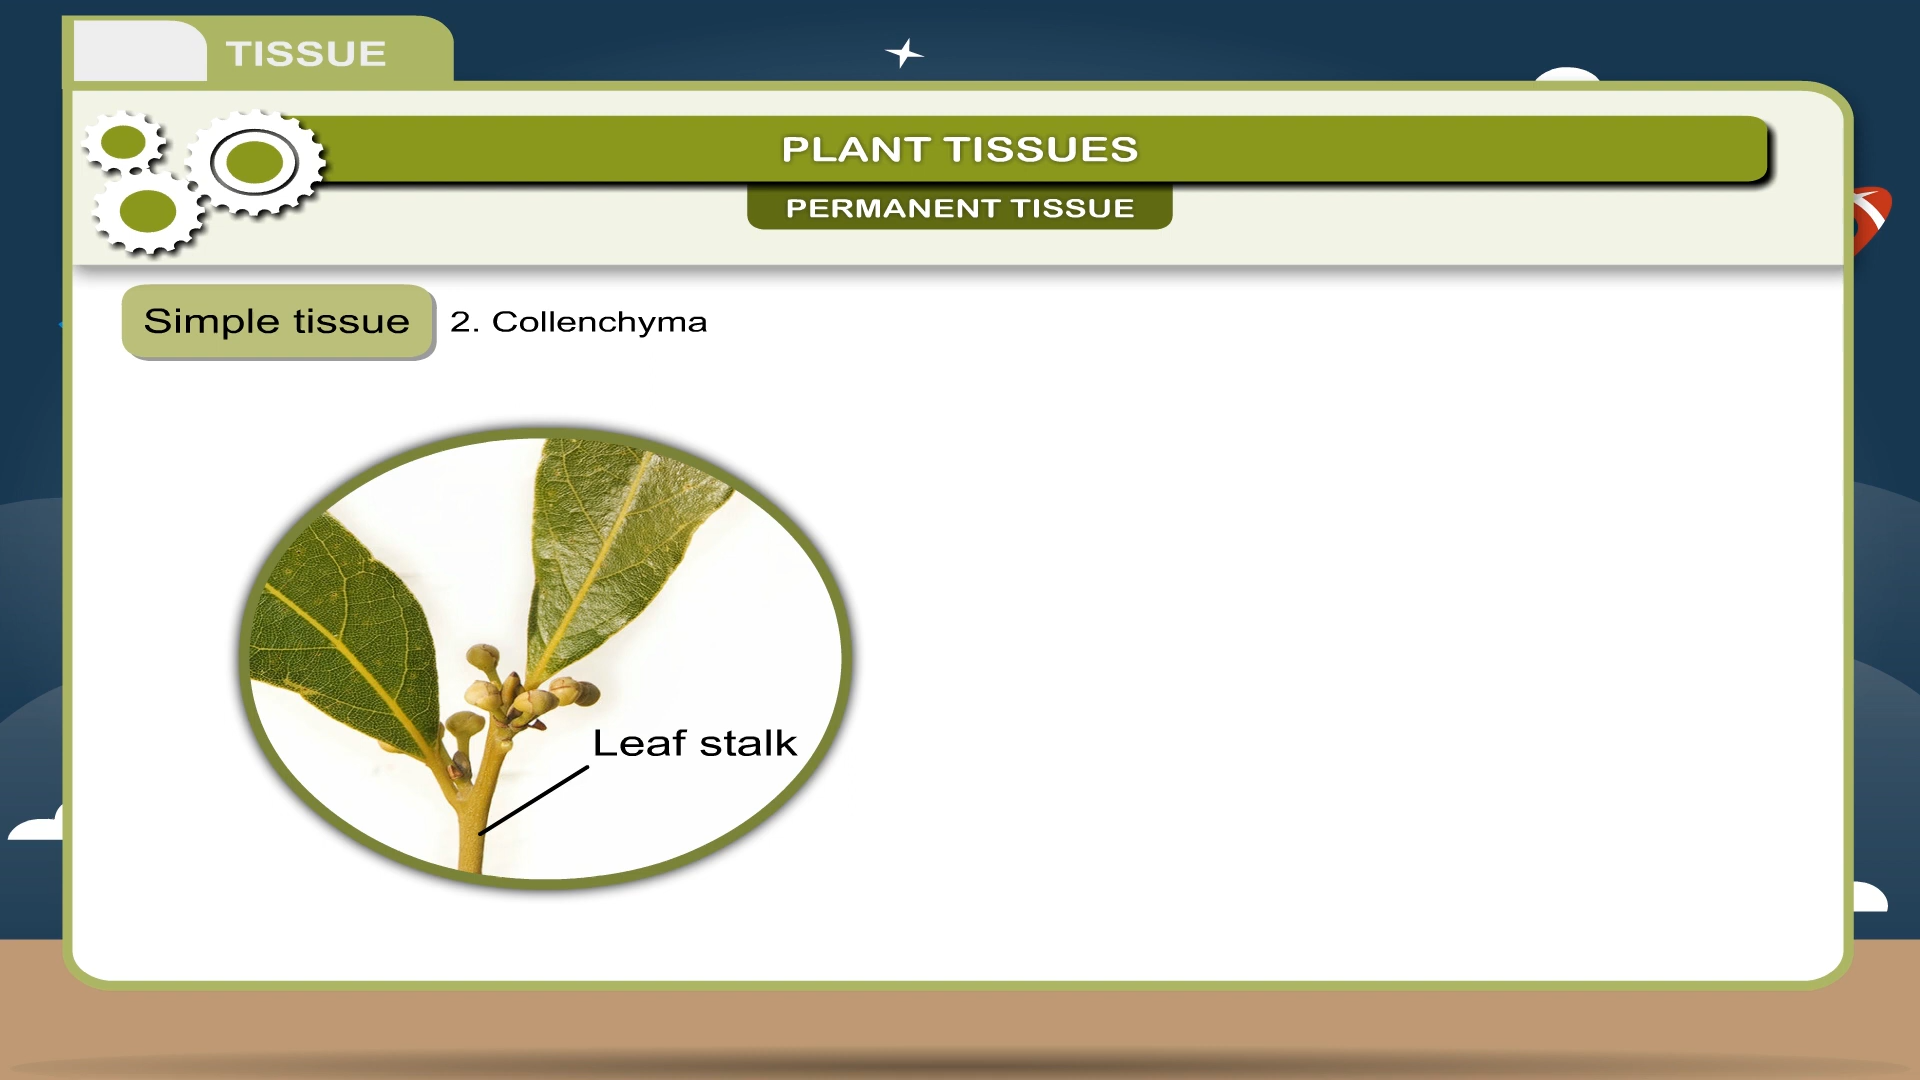 TISSUE
PLANT TISSUES
PERMANENT TISSUE
Simple tissue 2. Collenchyma
Leaf stalk